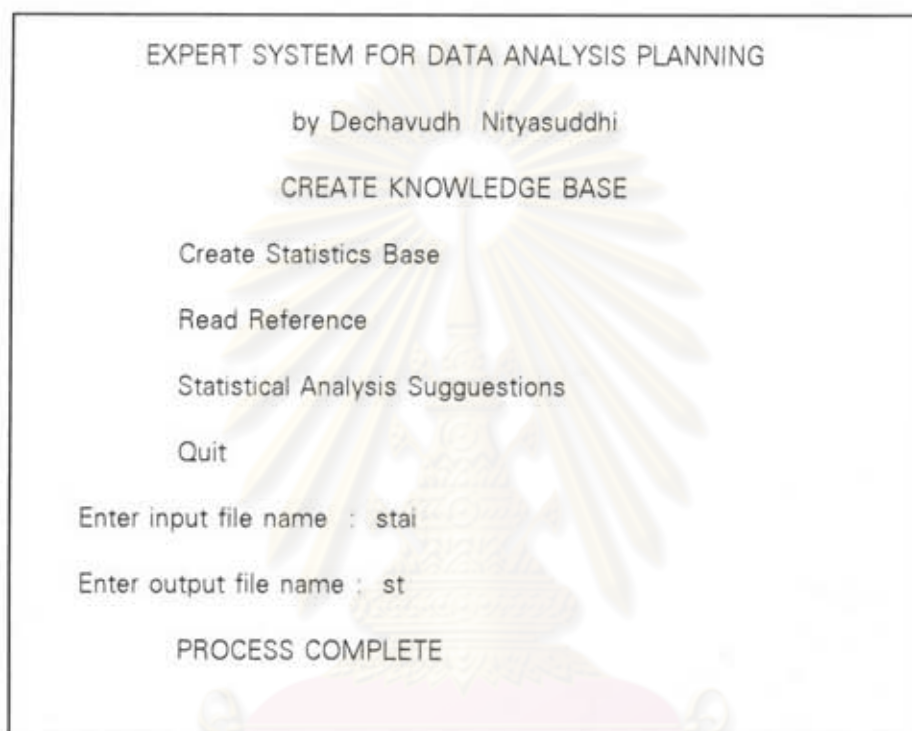 EXPERT SYSTEM FOR DATA ANALYSIS PLANNING
by Dechavudh Nityasuddhi
CREATE KNOWLEDGE BASE
Create Statistics Base
Read Reference
Statistical Analysis Sugguestions
Quit
Enter input file name : stai
Enter output file name : st
PROCESS COMPLETE